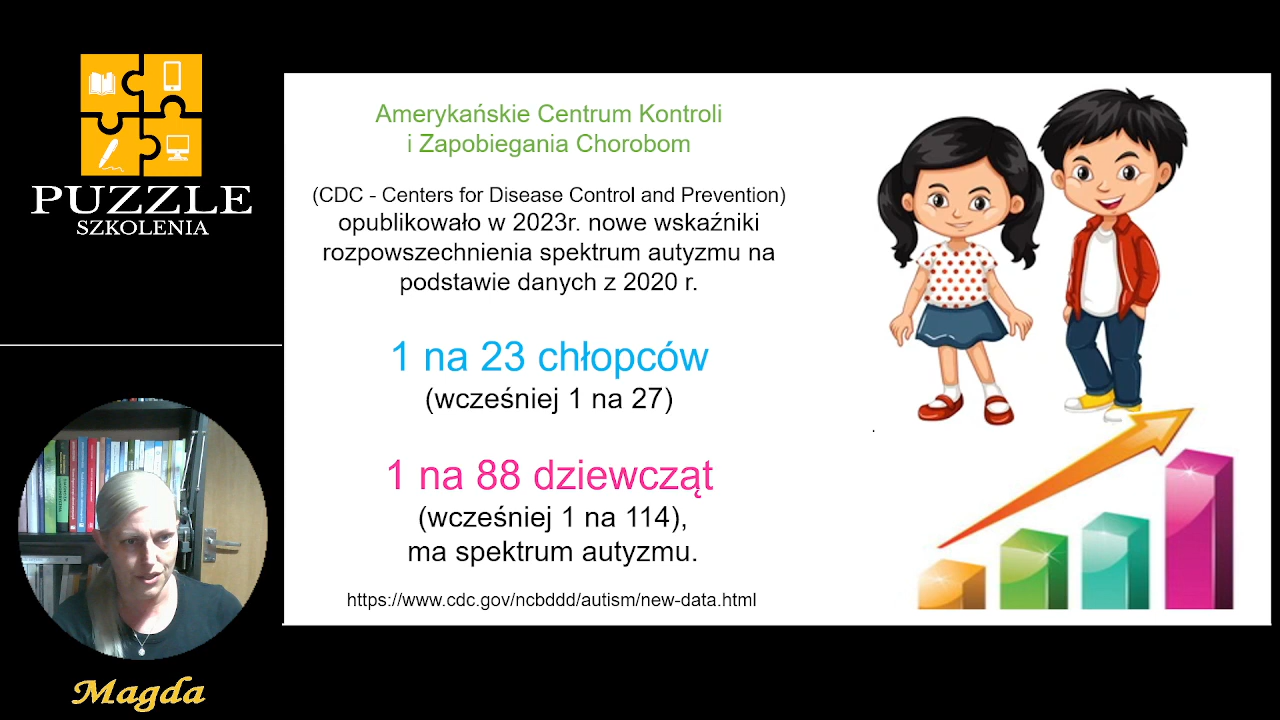 PUZZLE
SZKOLENIA
Amerykańskie Centrum Kontroli
i Zapobiegania Chorobom
(CDC - Centers for Disease Control and Prevention)
opublikowało w 2023r. nowe wskaźniki
rozpowszechnienia spektrum autyzmu na
podstawie danych z 2020 r.
1 na 23 chłopców
(wcześniej 1 na 27)
1 na 88 dziewcząt
(wcześniej 1 na 114),
ma spektrum autyzmu.
https://www.cdc.gov/ncbddd/autism/new-data.html
Magda